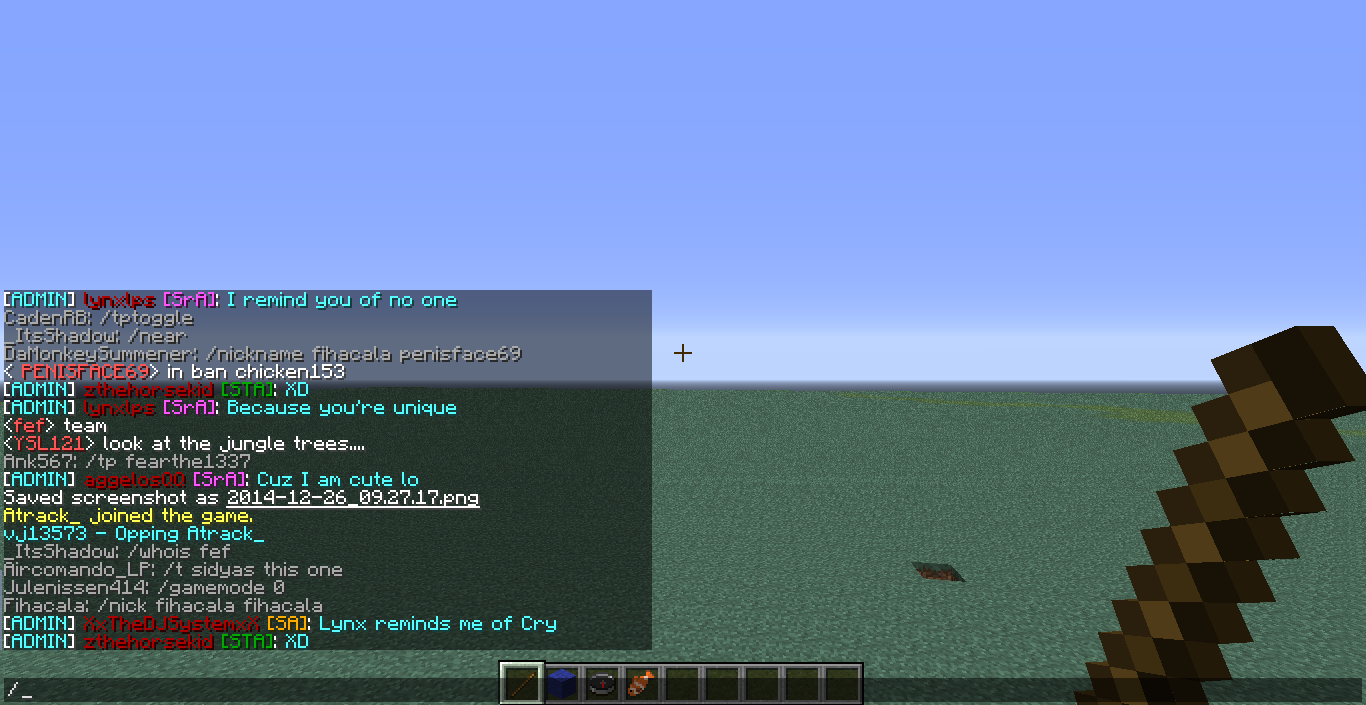 [ADMIN] lynxlps [SrA]: I remind you of no one
CadenRB: /tptoggle
_ItsShadow: /near
DaMonkeySummener: /nickname fihacala penisface69
< PENISFACE69> in ban chicken153
[ADMIN] zthehorsekid [STA]: XD
[ADMIN] lynxlps [SrA]: Because you're unique
<fef> team
<YSL121> look at the jungle trees....
Ank567: /tp fearthe1337
[ADMIN] aggelos00 [SrA]: Cuz I am cute lo
Saved screenshot as 2014-12-26_09.27.17.png
Atrack_ joined the game.
vj13573 - Opping Atrack_
_ItsShadow: /whois fef
Aircomando_LP: /t sidyas this one
Julenissen414: /gamemode 0
Fihacala: /nick fihacala fihacala
[ADMIN] XxTheDJSystemxX [SA]: Lynx reminds me of Cry
[ADMIN] zthehorsekid [STA]: XD
/_